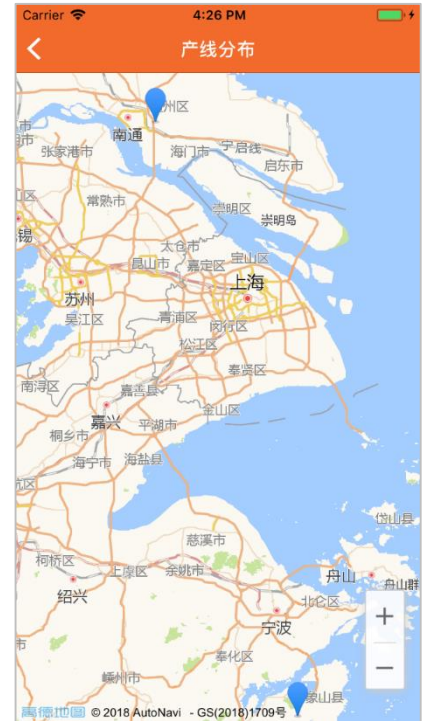 Carrier 4:26 PM
产线分布
州区
南通
张家港市
海门市
宁启线
启东市
常熟市
崇明区
崇明岛
锡
太仓市
昆山市
嘉定区
宝山区
上海
苏州
吴江区
青浦区
闵行区
松江区
奉贤区
南浔区
嘉善县
金山区
嘉兴
平湖市
桐乡市
海宁市
海盐县
岱山县
慈溪市
柯桥区
上虞区
余姚市
舟山
舟山群
绍兴
北仑区
宁波
+
奉化区
−
嵊州市
象山县
高德地图 © 2018 AutoNavi - GS(2018)1709号